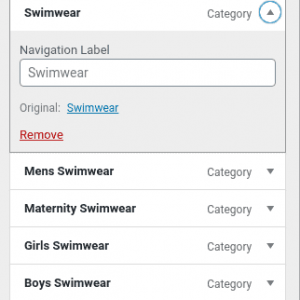 Swimwear Category
Navigation Label
Swimwear
Original: Swimwear
Remove
Mens Swimwear Category
Maternity Swimwear Category
Girls Swimwear Category
Boys Swimwear Category